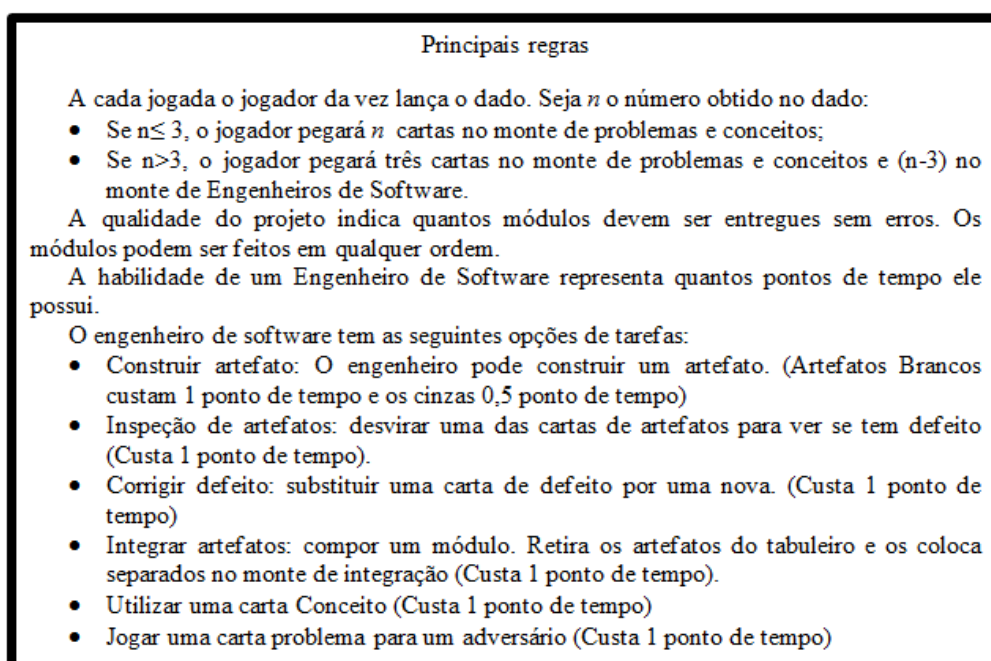 Principais regras
A cada jogada o jogador da vez lança o dado. Seja n o número obtido no dado:
• Se n≤ 3, o jogador pegará n cartas no monte de problemas e conceitos;
• Se n>3, o jogador pegará três cartas no monte de problemas e conceitos e (n-3) no
monte de Engenheiros de Software.
A qualidade do projeto indica quantos módulos devem ser entregues sem erros. Os
módulos podem ser feitos em qualquer ordem.
A habilidade de um Engenheiro de Software representa quantos pontos de tempo ele
possui.
O engenheiro de software tem as seguintes opções de tarefas:
• Construir artefato: O engenheiro pode construir um artefato. (Artefatos Brancos
custam 1 ponto de tempo e os cinzas 0,5 ponto de tempo)
• Inspeção de artefatos: desvirar uma das cartas de artefatos para ver se tem defeito
(Custa 1 ponto de tempo).
• Corrigir defeito: substituir uma carta de defeito por uma nova. (Custa 1 ponto de
tempo)
• Integrar artefatos: compor um módulo. Retira os artefatos do tabuleiro e os coloca
separados no monte de integração (Custa 1 ponto de tempo).
• Utilizar uma carta Conceito (Custa 1 ponto de tempo)
• Jogar uma carta problema para um adversário (Custa 1 ponto de tempo)